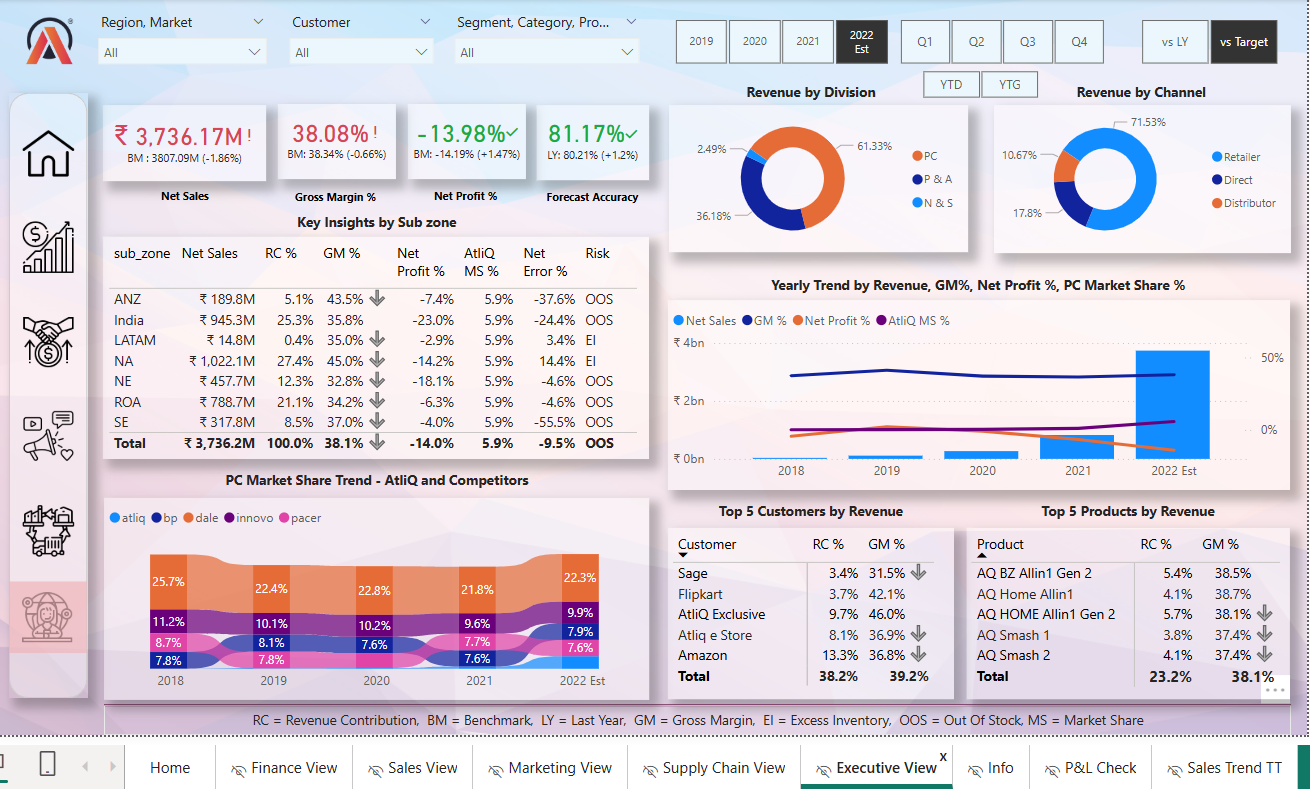 Region, Market
Customer
Segment, Category, Pro...
All
All
All
2019
2020
2021
2022 Est
Q1
Q2
Q3
Q4
vs LY
vs Target
YTD
YTG
₹ 3,736.17M !
BM : 3807.09M (-1.86%)
Net Sales
38.08% !
BM: 38.34% (-0.66%)
Gross Margin %
-13.98%✓
BM: -14.19% (+1.47%)
Net Profit %
81.17%✓
LY: 80.21% (+1.2%)
Forecast Accuracy
Revenue by Division
2.49%
61.33%
36.18%
PC
P & A
N & S
Revenue by Channel
71.53%
10.67%
17.8%
Retailer
Direct
Distributor
Key Insights by Sub zone
sub_zone Net Sales RC % GM % Net Profit % AtliQ MS % Net Error % Risk
ANZ ₹ 189.8M 5.1% 43.5% -7.4% 5.9% -37.6% OOS
India ₹ 945.3M 25.3% 35.8% -23.0% 5.9% -24.4% OOS
LATAM ₹ 14.8M 0.4% 35.0% -2.9% 5.9% 3.4% EI
NA ₹ 1,022.1M 27.4% 45.0% -14.2% 5.9% 14.4% EI
NE ₹ 457.7M 12.3% 32.8% -18.1% 5.9% -4.6% OOS
ROA ₹ 788.7M 21.1% 34.2% -6.3% 5.9% -4.6% OOS
SE ₹ 317.8M 8.5% 37.0% -4.0% 5.9% -55.5% OOS
Total ₹ 3,736.2M 100.0% 38.1% -14.0% 5.9% -9.5% OOS
Yearly Trend by Revenue, GM%, Net Profit %, PC Market Share %
Net Sales GM % Net Profit % AtliQ MS %
₹ 4bn
₹ 2bn
₹ 0bn
50%
0%
2018 2019 2020 2021 2022 Est
PC Market Share Trend - AtliQ and Competitors
atliq bp dale innovo pacer
25.7% 22.4% 22.8% 21.8% 22.3%
11.2% 10.1% 10.2% 9.6% 9.9%
8.7% 8.1% 7.6% 7.7% 7.9%
7.8% 7.8% 7.6% 7.6%
2018 2019 2020 2021 2022 Est
Top 5 Customers by Revenue
Customer RC % GM %
Sage 3.4% 31.5%
Flipkart 3.7% 42.1%
AtliQ Exclusive 9.7% 46.0%
Atliq e Store 8.1% 36.9%
Amazon 13.3% 36.8%
Total 38.2% 39.2%
Top 5 Products by Revenue
Product RC % GM %
AQ BZ Allin1 Gen 2 5.4% 38.5%
AQ Home Allin1 4.1% 38.7%
AQ HOME Allin1 Gen 2 5.7% 38.1%
AQ Smash 1 3.8% 37.4%
AQ Smash 2 4.1% 37.4%
Total 23.2% 38.1%
RC = Revenue Contribution, BM = Benchmark, LY = Last Year, GM = Gross Margin, EI = Excess Inventory, OOS = Out Of Stock, MS = Market Share
Home Finance View Sales View Marketing View Supply Chain View Executive View x Info P&L Check Sales Trend TT